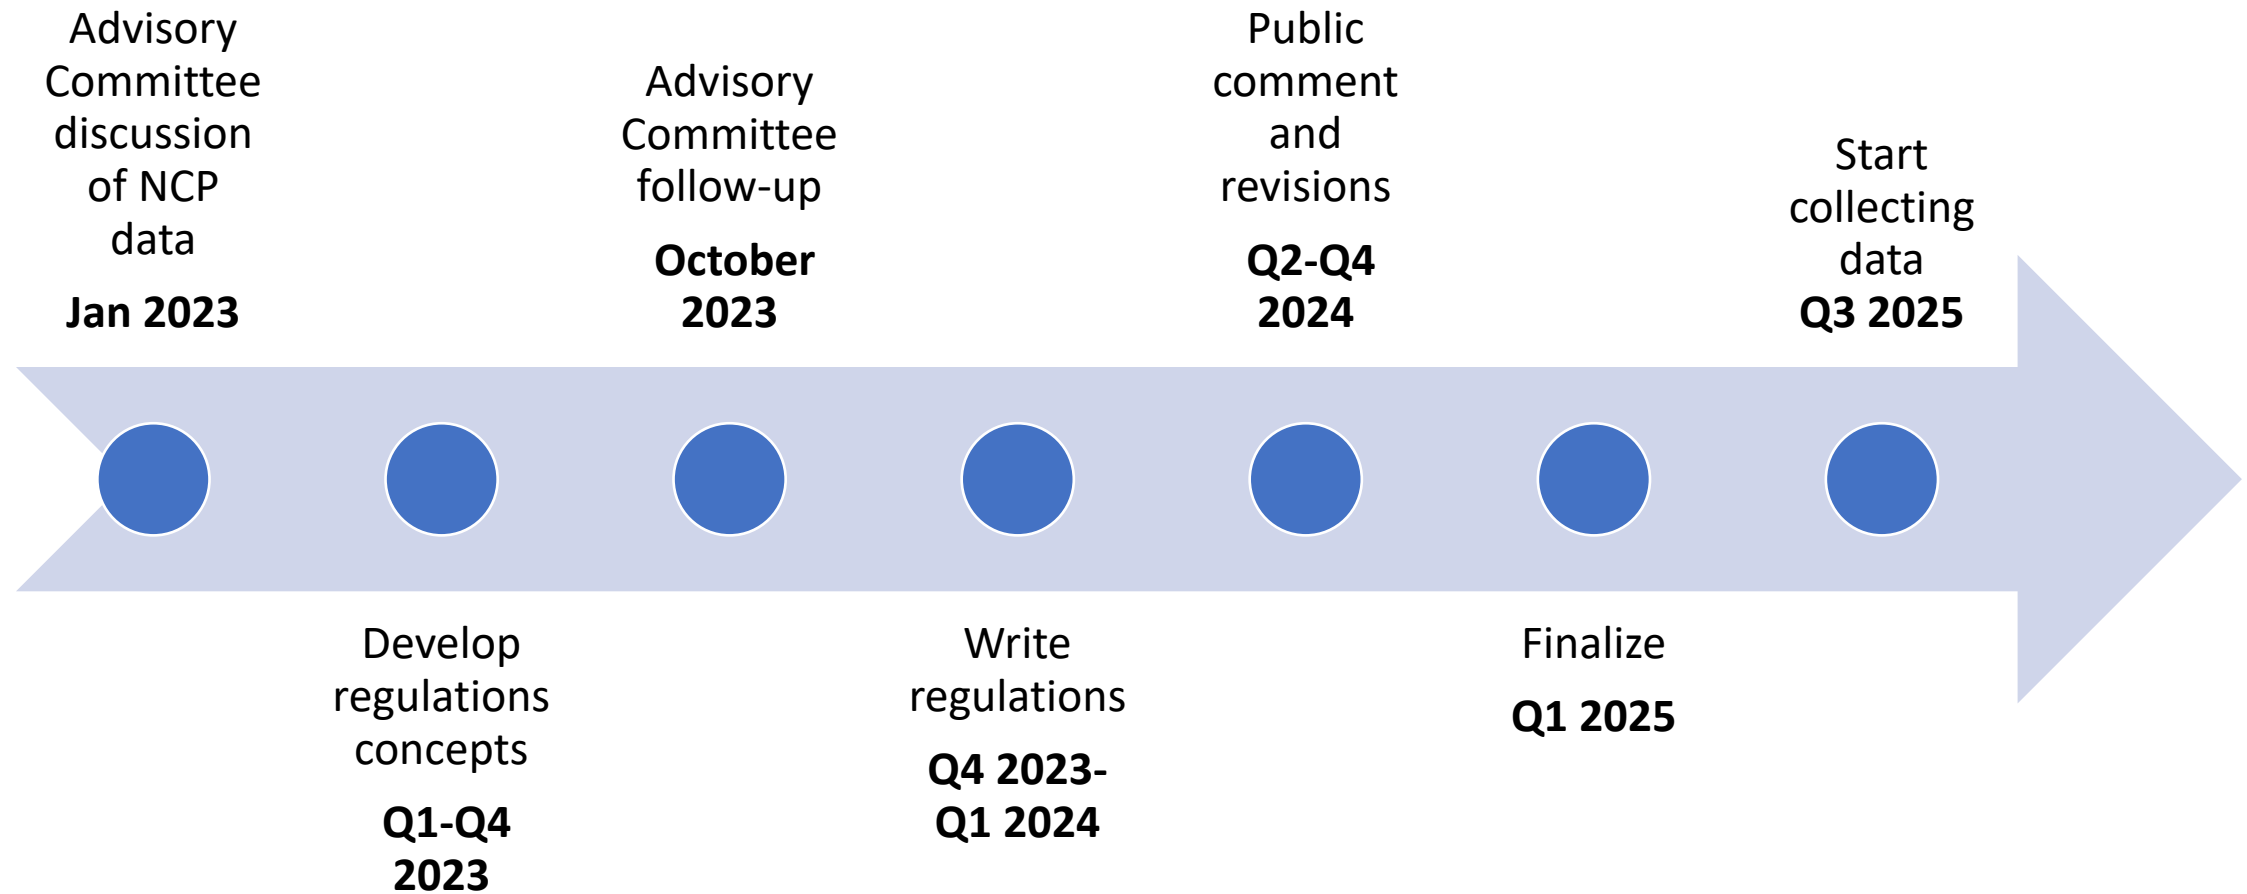 Advisory
Committee
discussion
of NCP
data
Jan 2023
Develop
regulations
concepts
Q1-Q4
2023
Advisory
Committee
follow-up
October
2023
Write
regulations
Q4 2023-
Q1 2024
Public
comment
and
revisions
Q2-Q4
2024
Finalize
Q1 2025
Start
collecting
data
Q3 2025